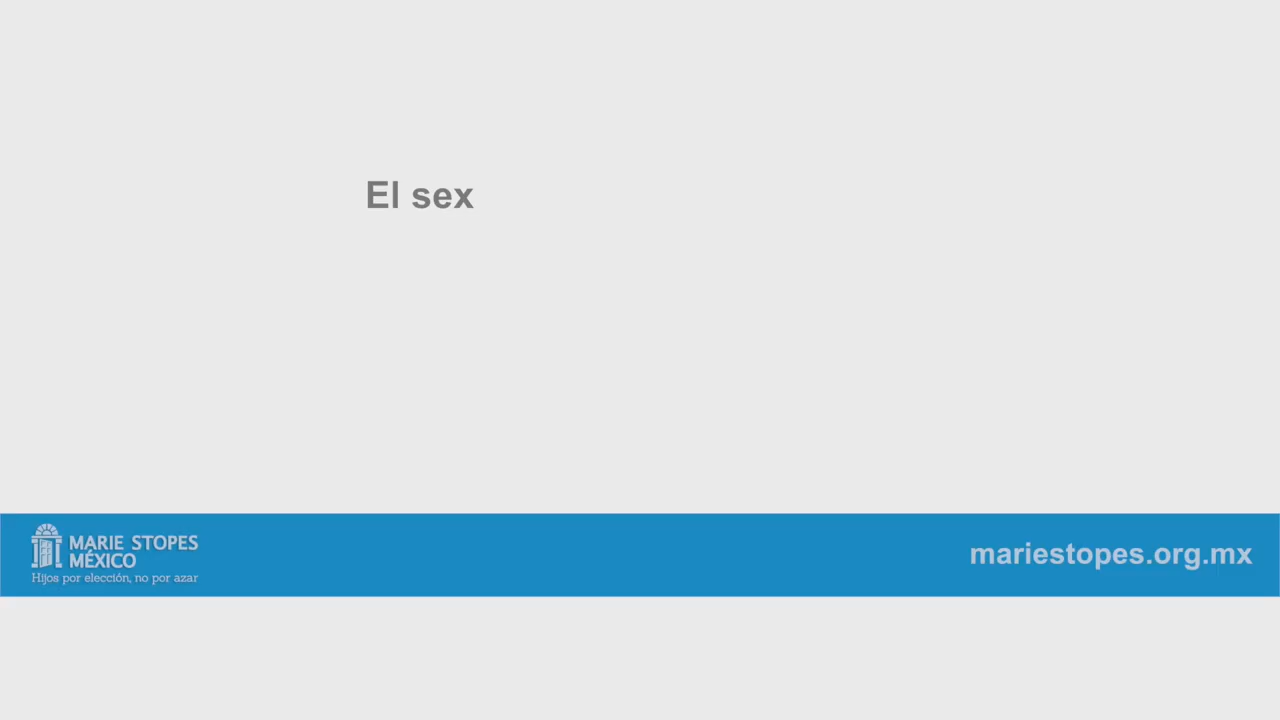 El sex
MARIE STOPES
MÉXICO
Hijos por elección, no por azar
mariestopes.org.mx